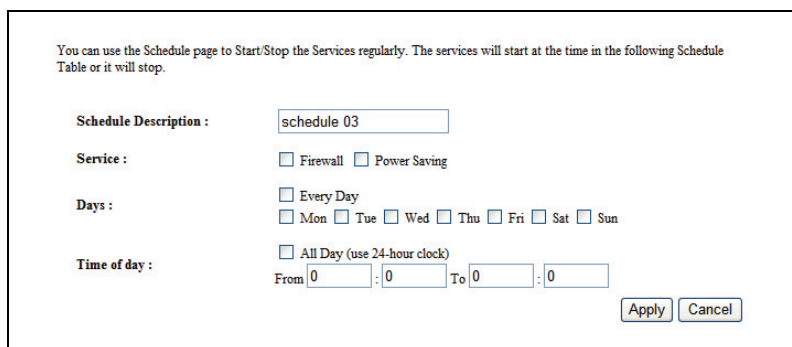 You can use the Schedule page to Start/Stop the Services regularly. The services will start at the time in the following Schedule
Table or it will stop.
Schedule Description : schedule 03
Service : Firewall Power Saving
Days : Every Day
Mon Tue Wed Thu Fri Sat Sun
Time of day : All Day (use 24-hour clock)
From 0 : 0 To 0 : 0
Apply Cancel